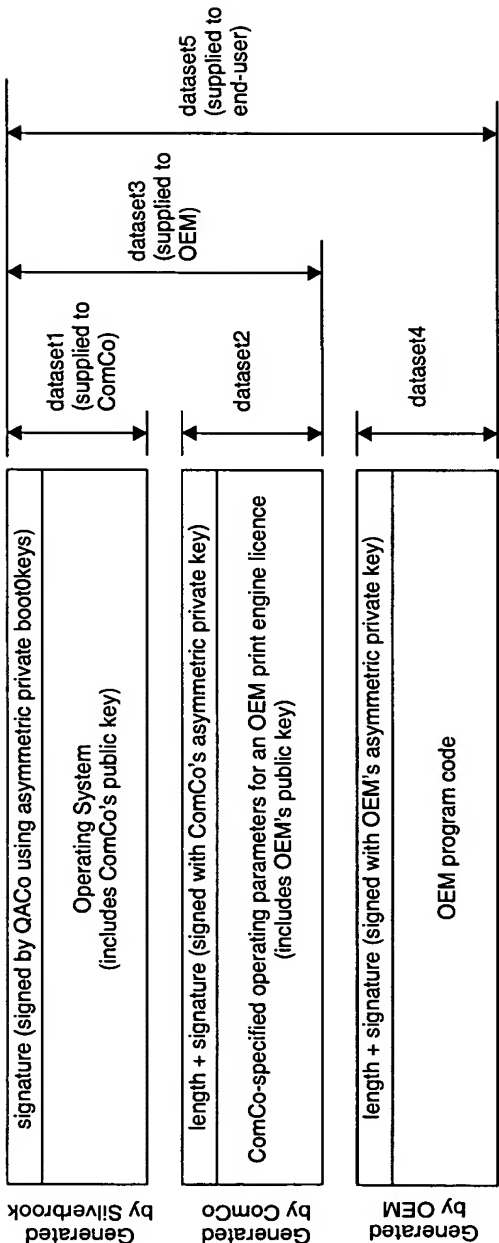 Generated
by Silverbrook
signature (signed by QACo using asymmetric private boot0keys)
Operating System
(includes ComCo's public key)
dataset1
(supplied to
ComCo)
dataset3
(supplied to
OEM)
dataset5
(supplied to
end-user
Generated
by ComCo
length + signature (signed with ComCo's asymmetric private key)
ComCo-specified operating parameters for an OEM print engine licence
(includes OEM's public key)
dataset2
Generated
by OEM
length + signature (signed with OEM's asymmetric private key)
OEM program code
dataset4